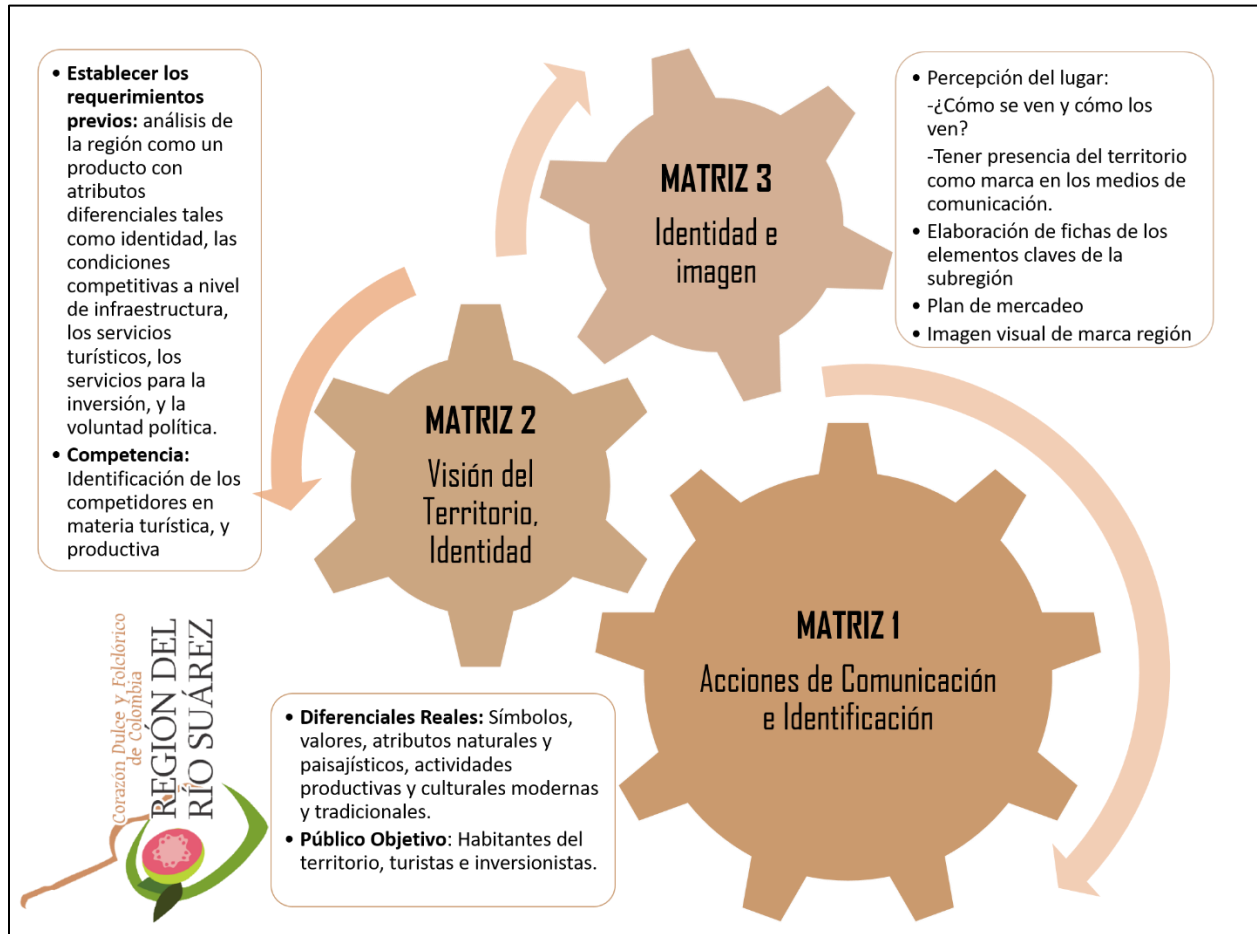 • Establecer los
requerimientos
previos: análisis de
la región como un
producto con
atributos
diferenciales tales
como identidad, las
condiciones
competitivas a nivel
de infraestructura,
los servicios
turísticos, los
servicios para la
inversión, y la
voluntad política.
• Competencia:
Identificación de los
competidores en
materia turística, y
productiva
MATRIZ 3
Identidad e
imagen
• Percepción del lugar:
-¿Cómo se ven y cómo los
ven?
-Tener presencia del territorio
como marca en los medios de
comunicación.
• Elaboración de fichas de los
elementos claves de la
subregión
• Plan de mercadeo
• Imagen visual de marca región
MATRIZ 2
Visión del
Territorio,
Identidad
MATRIZ 1
Acciones de Comunicación
e Identificación
Corazón Dulce y Folclórico
de Colombia
REGIÓN DEL
RÍO SUÁREZ
• Diferenciales Reales: Símbolos,
valores, atributos naturales y
paisajísticos, actividades
productivas y culturales modernas
y tradicionales.
• Público Objetivo: Habitantes del
territorio, turistas e inversionistas.